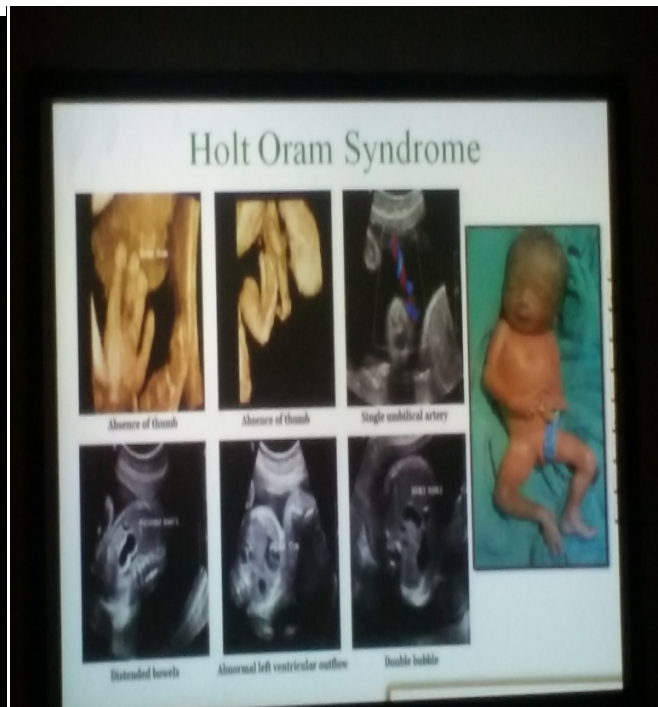 Holt Oram Syndrome
Absence of thumb
Absence of thumb
Single umbilical artery
Distended bowels
Abnormal left ventricular outflow
Double bubble